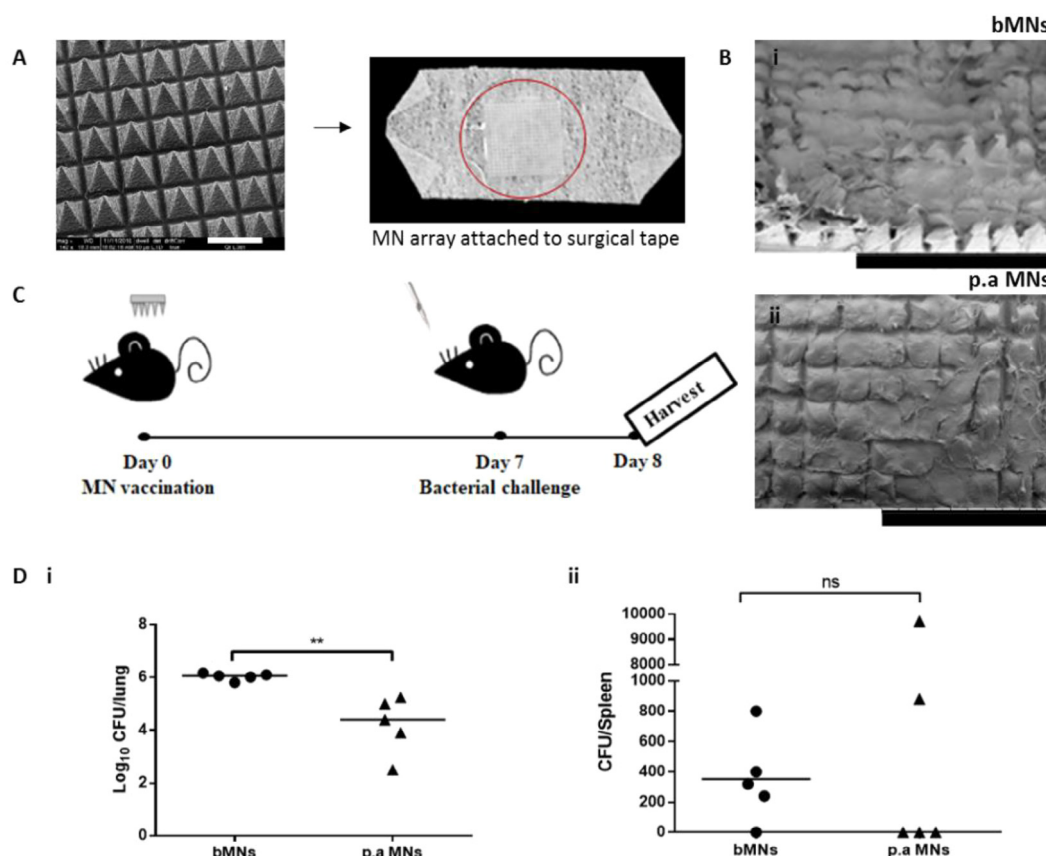 bMNs
A
B
i
MN array attached to surgical tape
p.a MNs
ii
C
Harvest
Day 0
Day 7
Day 8
MN vaccination
Bacterial challenge
D
i
ii
**
ns
8
6
4
2
0
Log10 CFU/lung
bMNs
p.a MNs
10000
9000
8000
800
600
400
200
0
CFU/Spleen
bMNs
p.a MNs